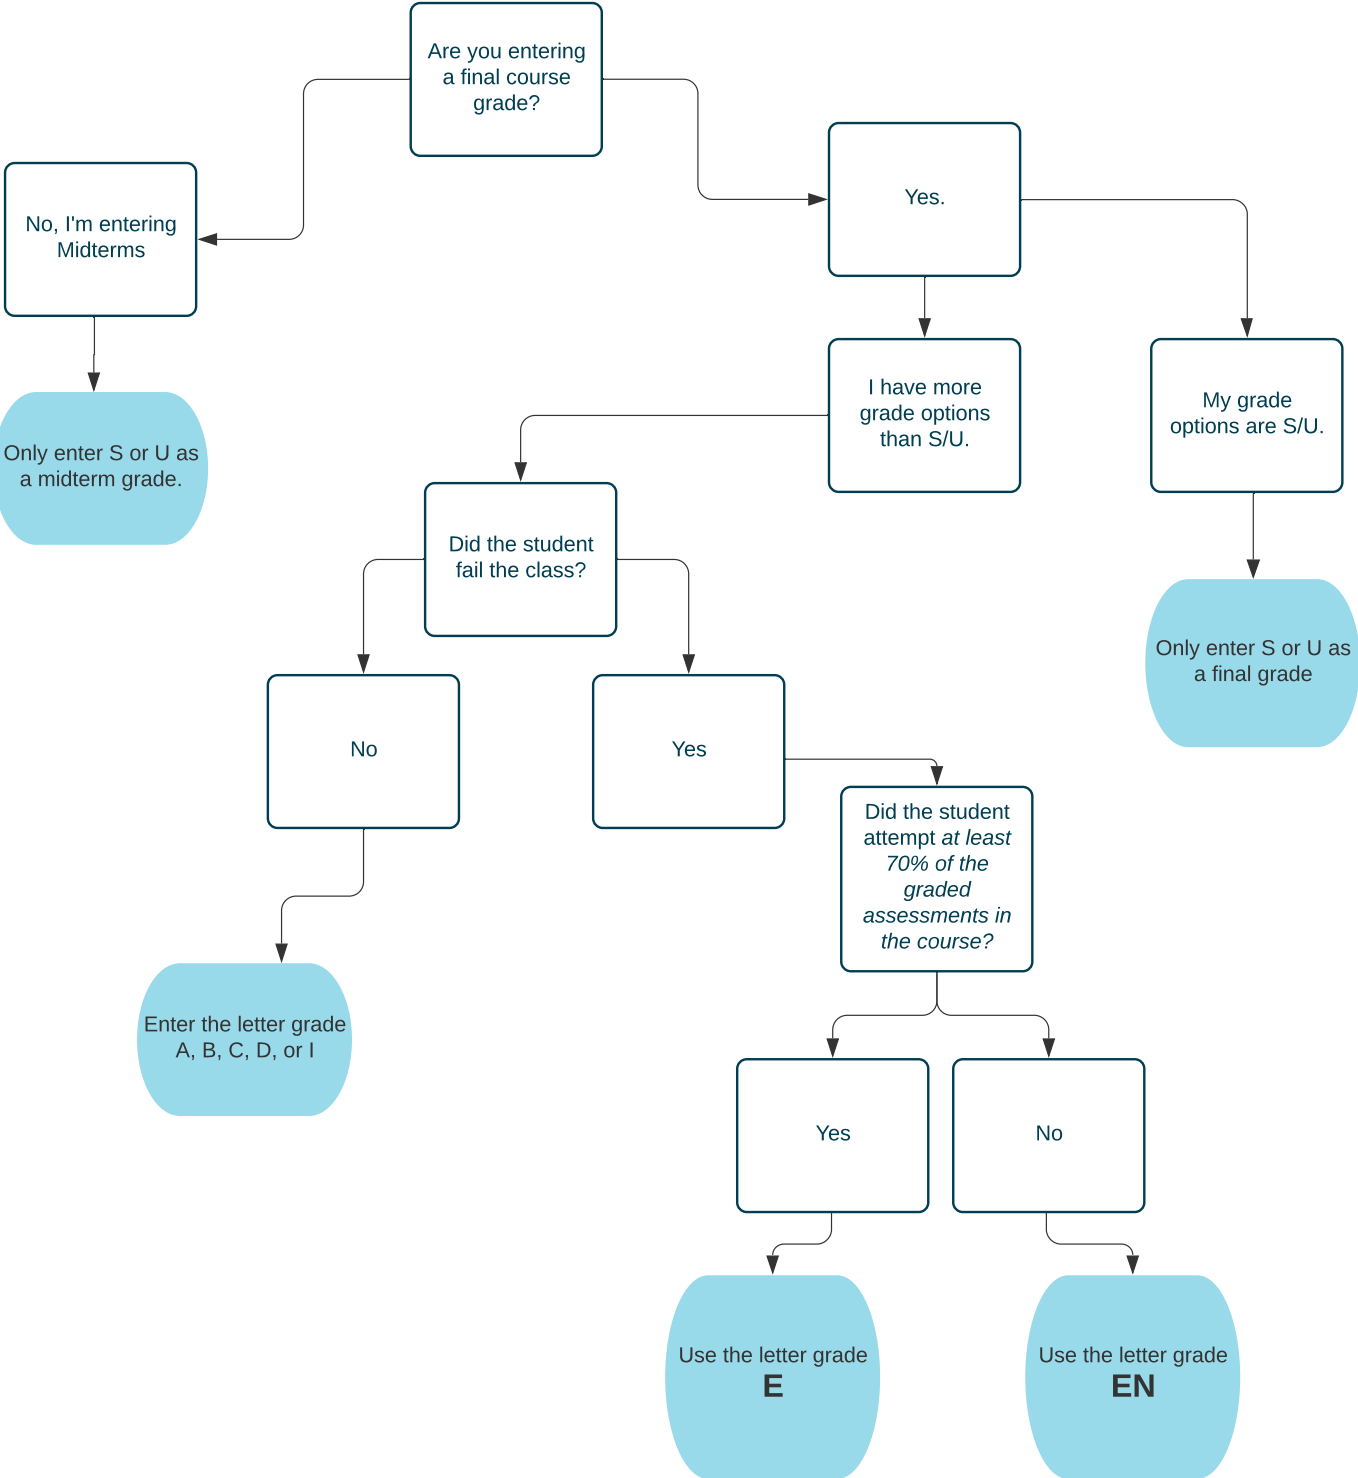 Are you entering
a final course
grade?
Yes.
No, I'm entering
Midterms
I have more
grade options
than S/U.
My grade
options are S/U.
Only enter S or U as
a midterm grade.
Did the student
fail the class?
Only enter S or U as
a final grade
No
Yes
Did the student
attempt at least
70% of the
graded
assessments in
the course?
Enter the letter grade
A, B, C, D, or I
Yes
No
Use the letter grade
E
Use the letter grade
EN